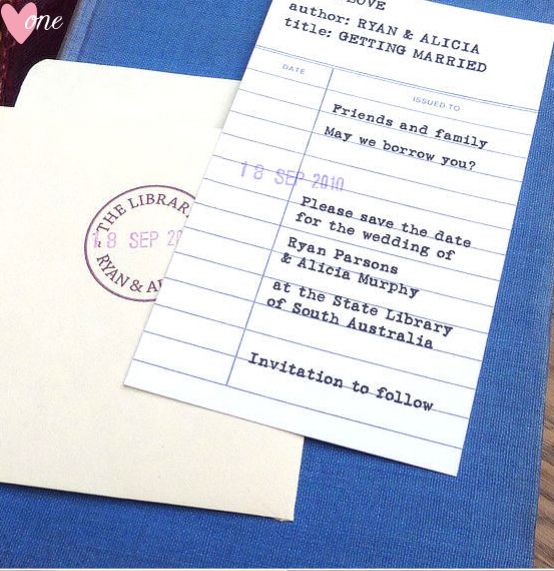 one
LOVE
author: RYAN & ALICIA
title: GETTING MARRIED
DATE
ISSUED TO
Friends and family
May we borrow you?
18 SEP 2010
Please save the date
for the wedding of
Ryan Parsons
& Alicia Murphy
at the State Library
of South Australia
Invitation to follow
THE
18 SEP
RYAN &